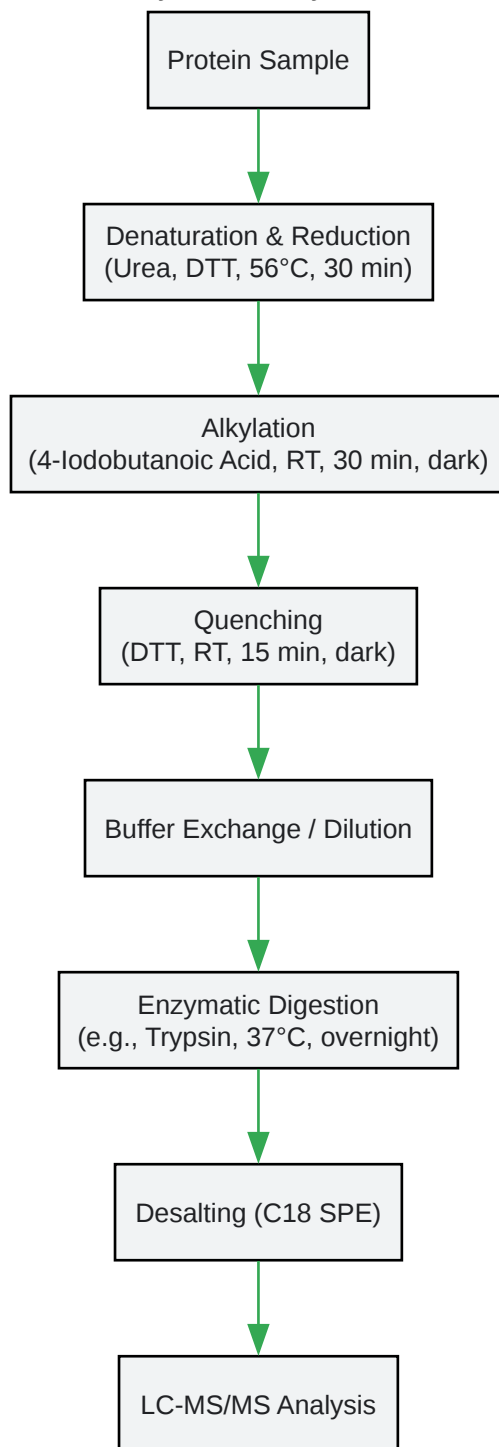 Protein Sample
Denaturation & Reduction
(Urea, DTT, 56°C, 30 min)
Alkylation
(4-Iodobutanoic Acid, RT, 30 min, dark)
Quenching
(DTT, RT, 15 min, dark)
Buffer Exchange / Dilution
Enzymatic Digestion
(e.g., Trypsin, 37°C, overnight)
Desalting (C18 SPE)
LC-MS/MS Analysis